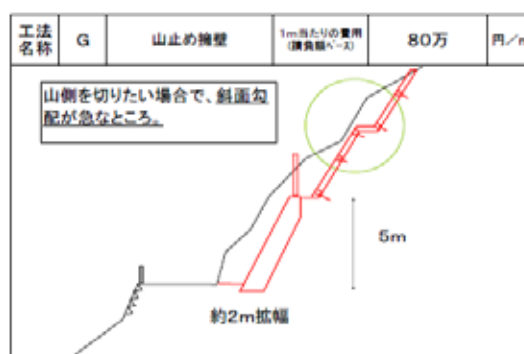 工法名称 G 山止め擁壁 1m当たりの費用(請負額ベース) 80万 円/m
山側を切りたい場合で、斜面勾
配が急なところ。
5m
約2m拡幅